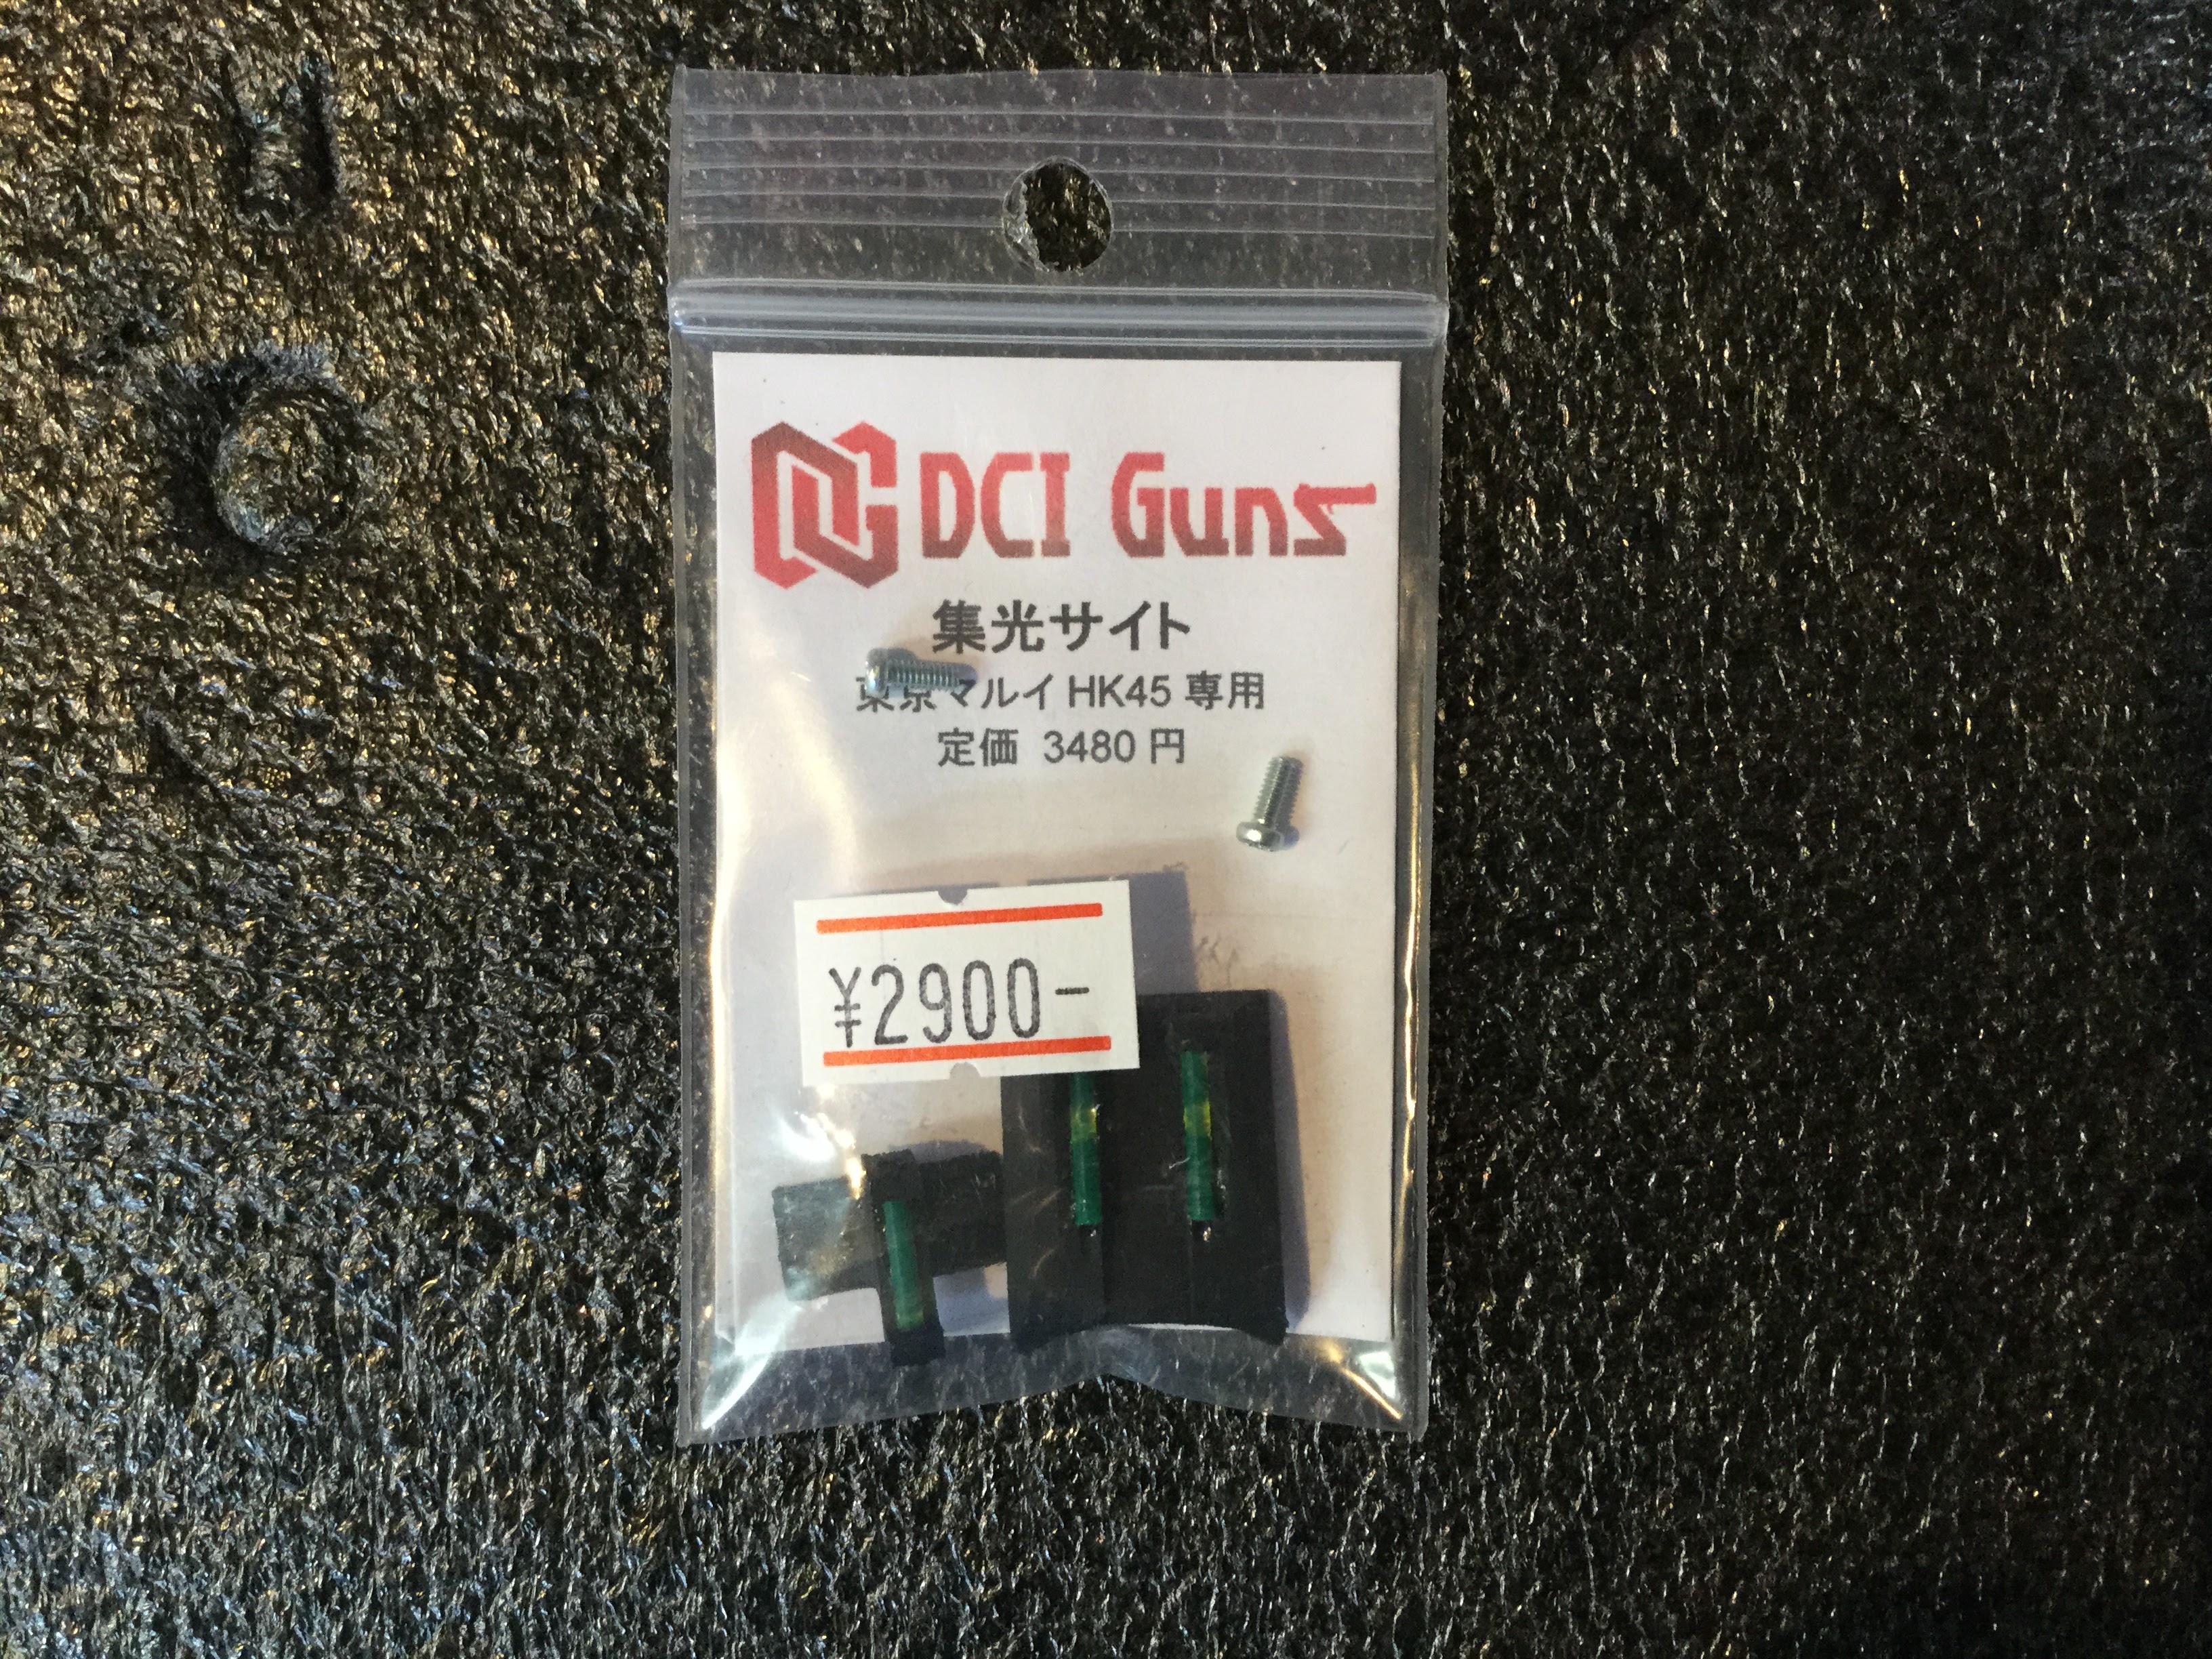 DCI Guns
集光サイト
東京マルイ HK45 専用
定価 3480 円
¥2900-